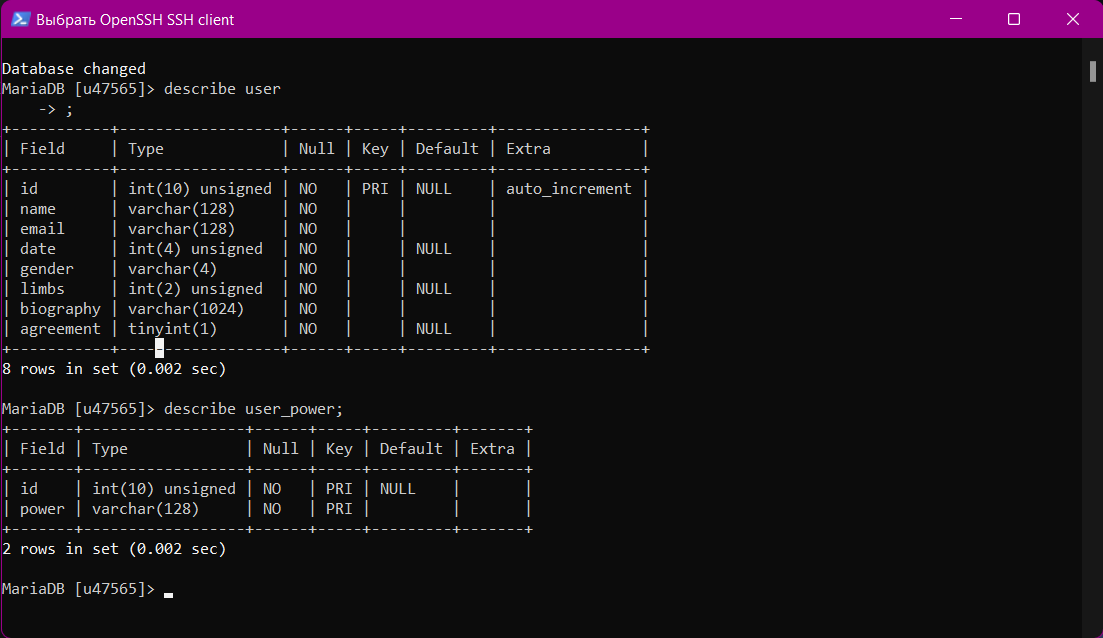 Выбрать OpenSSH SSH client
Database changed
MariaDB [u47565]> describe user
    -> ;
+-----------+------------------+------+-----+---------+----------------+
| Field     | Type             | Null | Key | Default | Extra          |
+-----------+------------------+------+-----+---------+----------------+
| id        | int(10) unsigned | NO   | PRI | NULL    | auto_increment |
| name      | varchar(128)     | NO   |     |         |                |
| email     | varchar(128)     | NO   |     |         |                |
| date      | int(4) unsigned  | NO   |     | NULL    |                |
| gender    | varchar(4)       | NO   |     |         |                |
| limbs     | int(2) unsigned  | NO   |     | NULL    |                |
| biography | varchar(1024)    | NO   |     |         |                |
| agreement | tinyint(1)       | NO   |     | NULL    |                |
+-----------+------------------+------+-----+---------+----------------+
8 rows in set (0.002 sec)
MariaDB [u47565]> describe user_power;
+-------+------------------+------+-----+---------+-------+
| Field | Type             | Null | Key | Default | Extra |
+-------+------------------+------+-----+---------+-------+
| id    | int(10) unsigned | NO   | PRI | NULL    |       |
| power | varchar(128)     | NO   | PRI |         |       |
+-------+------------------+------+-----+---------+-------+
2 rows in set (0.002 sec)
MariaDB [u47565]>